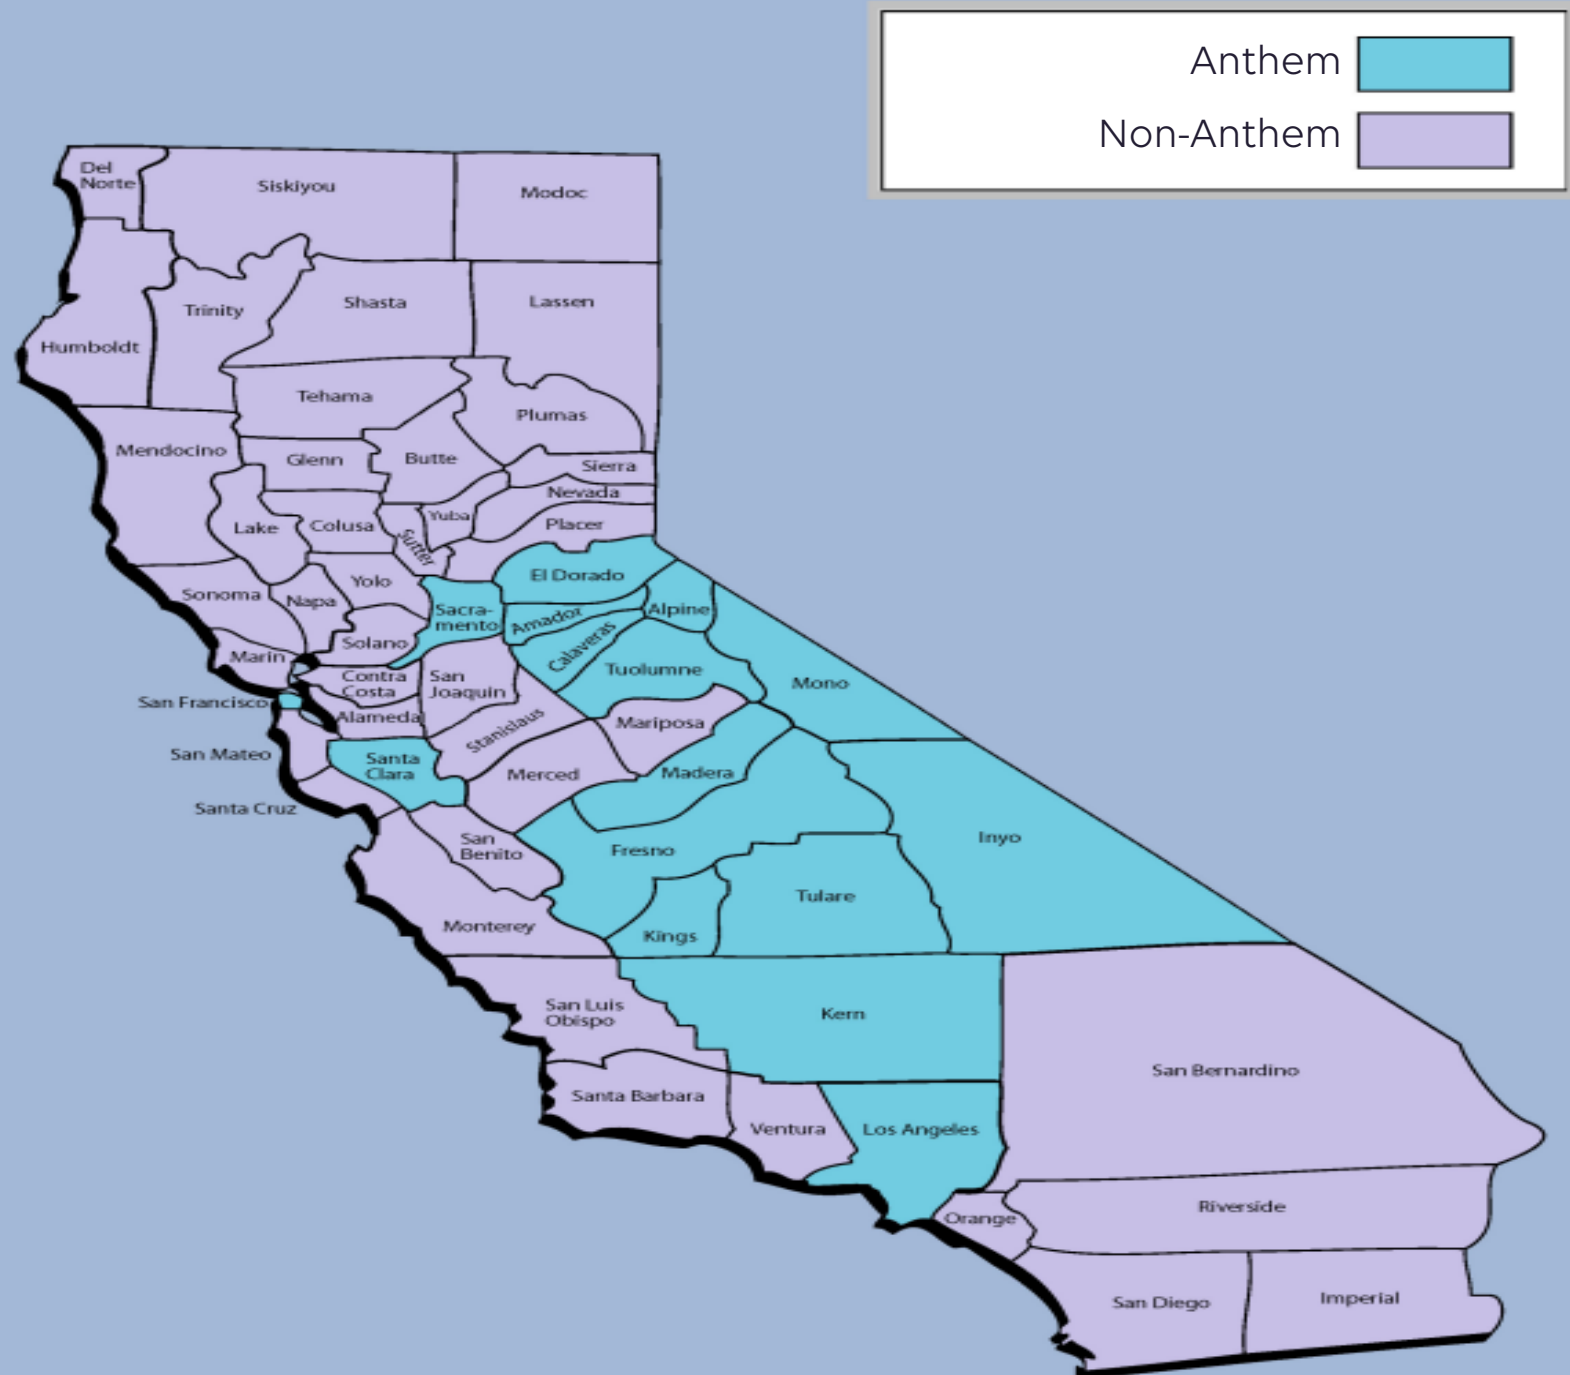 Anthem
Non-Anthem
Del
Norte
Siskiyou
Modoc
Humboldt
Trinity
Shasta
Lassen
Tehama
Plumas
Mendocino
Glenn
Butte
Sierra
Nevada
Yuba
Placer
Lake
Colusa
Sutter
El Dorado
Yolo
Sonoma
Napa
Sacra-
mento
Amador
Alpine
Solano
Calaveras
Marin
Tuolumne
Mono
Contra
Costa
San
Joaquin
San Francisco
Alameda
Stanislaus
Mariposa
San Mateo
Santa
Clara
Merced
Madera
Santa Cruz
San
Benito
Fresno
Inyo
Tulare
Monterey
Kings
San Luis
Obispo
Kern
San Bernardino
Santa Barbara
Ventura
Los Angeles
Orange
Riverside
San Diego
Imperial